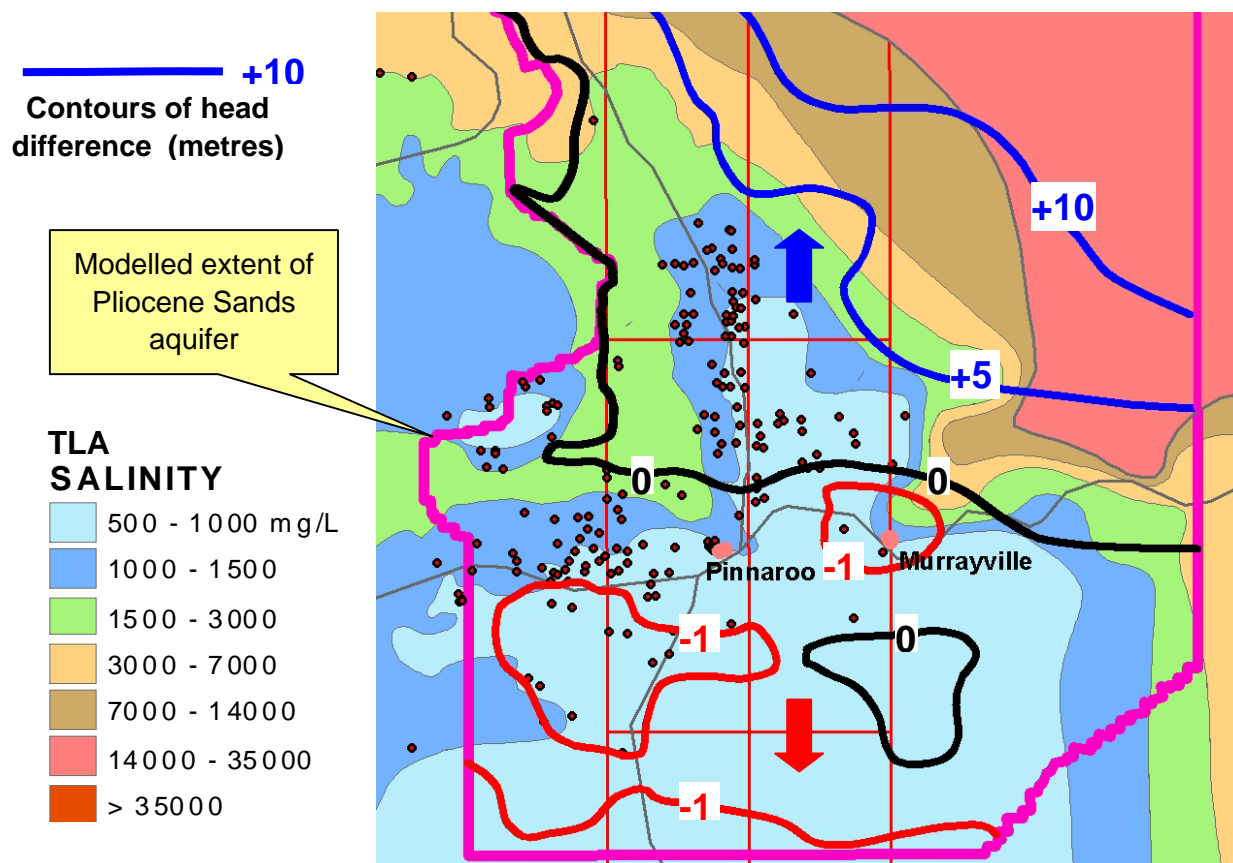 +10
Contours of head
difference (metres)
Modelled extent of
Pliocene Sands
aquifer
TLA
SALINITY
500 - 1000 mg/L
1000 - 1500
1500 - 3000
3000 - 7000
7000 - 14000
14000 - 35000
> 35000
+10
+5
0
0
-1
Pinnaroo
Murrayville
-1
0
-1